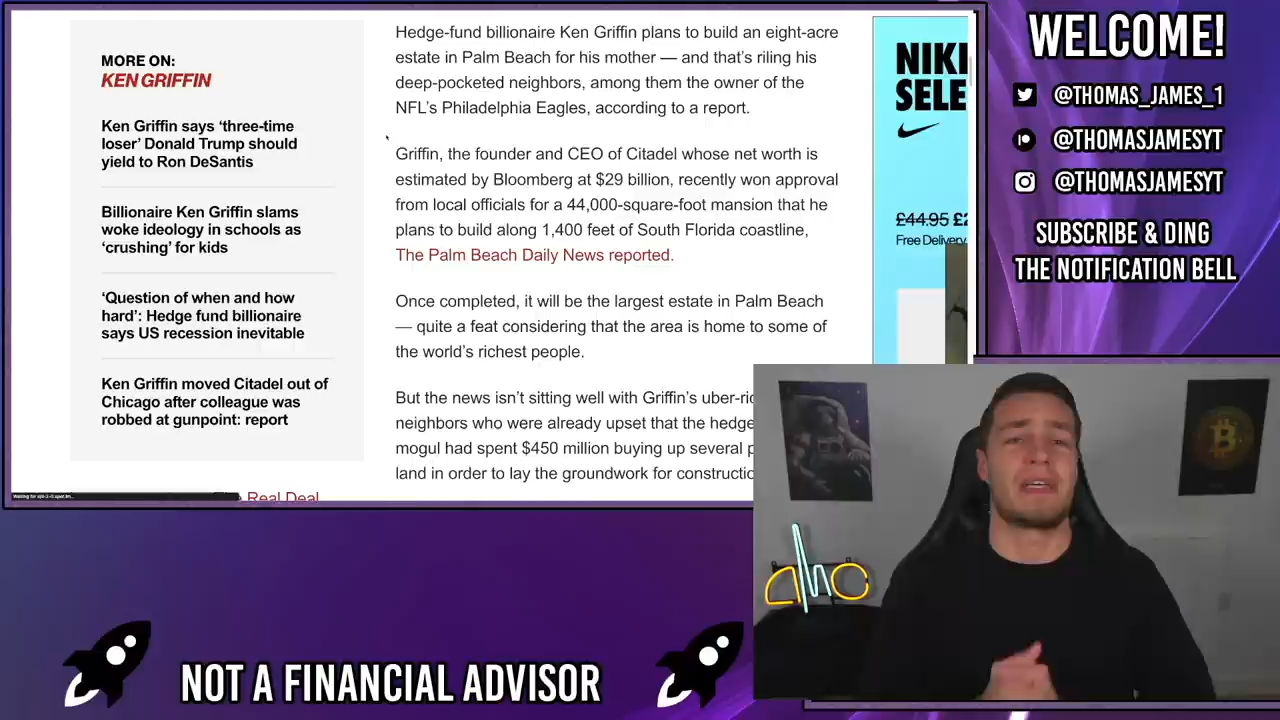 MORE ON:
KEN GRIFFIN
Ken Griffin says ‘three-time
loser’ Donald Trump should
yield to Ron DeSantis
Billionaire Ken Griffin slams
woke ideology in schools as
‘crushing’ for kids
‘Question of when and how
hard’: Hedge fund billionaire
says US recession inevitable
Ken Griffin moved Citadel out of
Chicago after colleague was
robbed at gunpoint: report
Hedge-fund billionaire Ken Griffin plans to build an eight-acre
estate in Palm Beach for his mother — and that’s riling his
deep-pocketed neighbors, among them the owner of the
NFL’s Philadelphia Eagles, according to a report.
Griffin, the founder and CEO of Citadel whose net worth is
estimated by Bloomberg at $29 billion, recently won approval
from local officials for a 44,000-square-foot mansion that he
plans to build along 1,400 feet of South Florida coastline,
The Palm Beach Daily News reported.
Once completed, it will be the largest estate in Palm Beach
— quite a feat considering that the area is home to some of
the world’s richest people.
But the news isn’t sitting well with Griffin’s uber-ric
neighbors who were already upset that the hedge
mogul had spent $450 million buying up several p
land in order to lay the groundwork for constructio
Real Deal
NIKI
SELE
£44.95 £2
Free Delivery
WELCOME!
@THOMAS_JAMES_1
@THOMASJAMESYT
@THOMASJAMESYT
SUBSCRIBE & DING
THE NOTIFICATION BELL
NOT A FINANCIAL ADVISOR